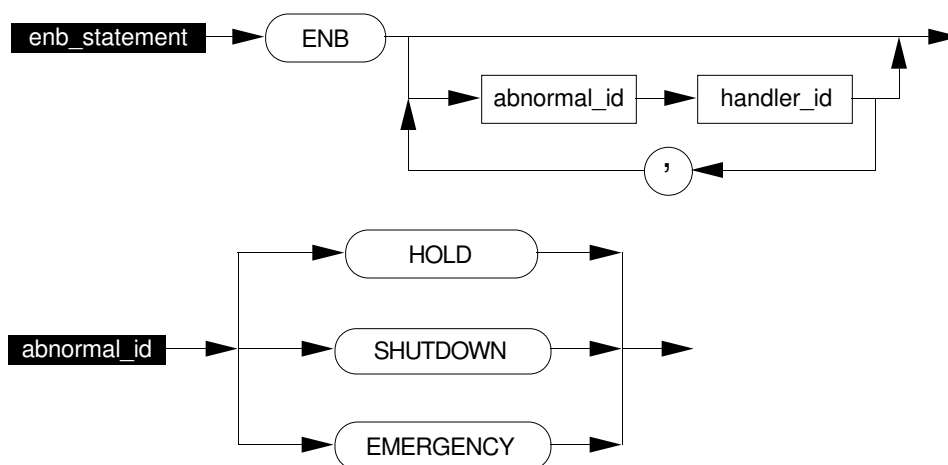 enb_statement ENB
abnormal_id handler_id
,
HOLD
abnormal_id SHUTDOWN
EMERGENCY